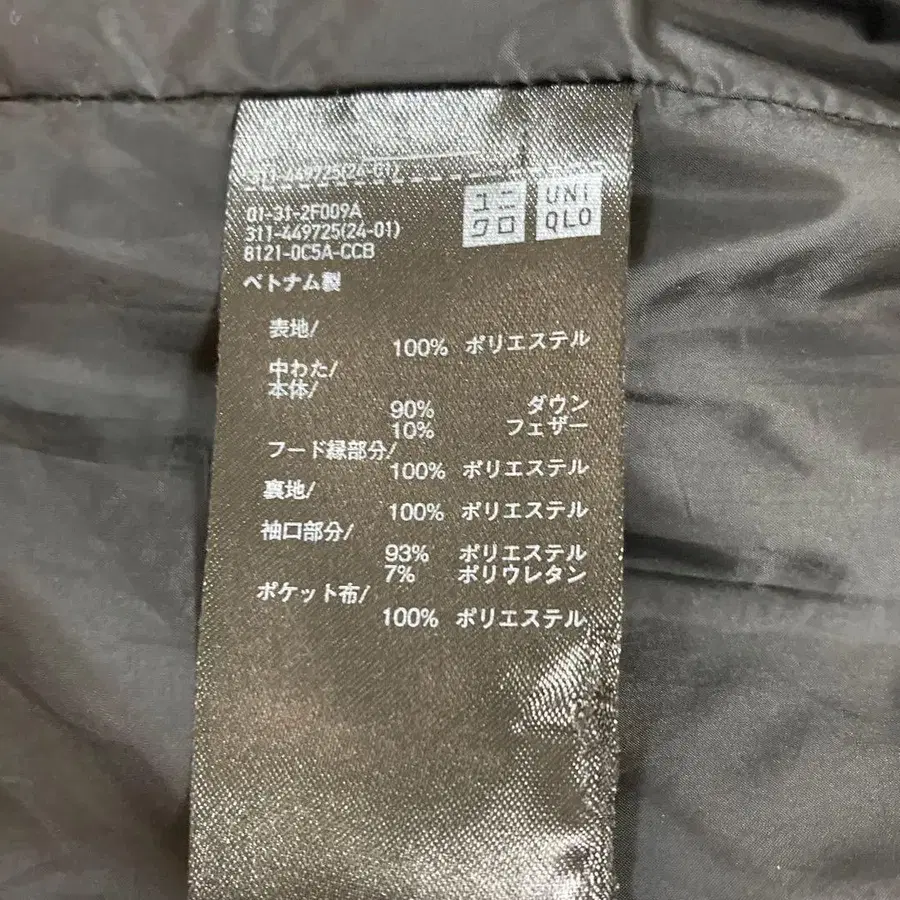 311-449725(24-01)
ユニ
クロ
UNI
QLO
01-31-2F009A
311-449725(24-01)
8121-0C5A-CCB
ベトナム製
表地/
100% ポリエステル
中わた/
本体/
90% ダウン
10% フェザー
フード縁部分/
100% ポリエステル
裏地/
100% ポリエステル
袖口部分/
93% ポリエステル
7% ポリウレタン
ポケット布/
100% ポリエステル